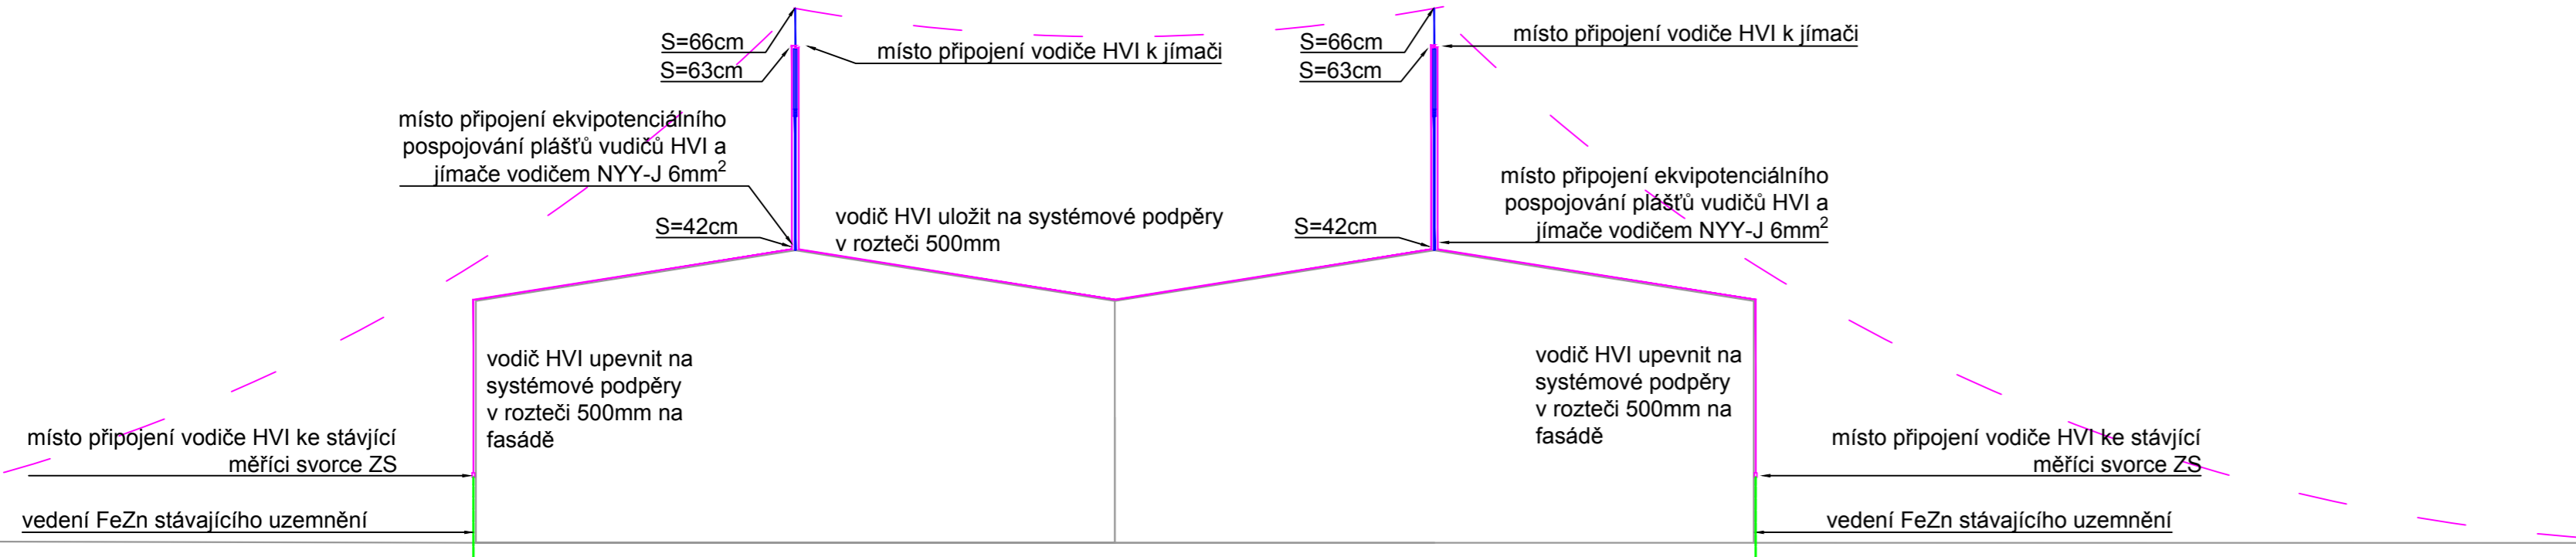 S=66cm
S=63cm
místo připojení vodiče HVI k jímači
S=66cm
S=63cm
místo připojení vodiče HVI k jímači
místo připojení ekvipotenciálního
pospojování plášťů vudičů HVI a
jímače vodičem NYY-J 6mm²
S=42cm
vodič HVI uložit na systémové podpěry
v rozteči 500mm
S=42cm
místo připojení ekvipotenciálního
pospojování plášťů vudičů HVI a
jímače vodičem NYY-J 6mm²
vodič HVI upevnit na
systémové podpěry
v rozteči 500mm na
fasádě
vodič HVI upevnit na
systémové podpěry
v rozteči 500mm na
fasádě
místo připojení vodiče HVI ke stávjící
měříci svorce ZS
místo připojení vodiče HVI ke stávjící
měříci svorce ZS
vedení FeZn stávajícího uzemnění
vedení FeZn stávajícího uzemnění